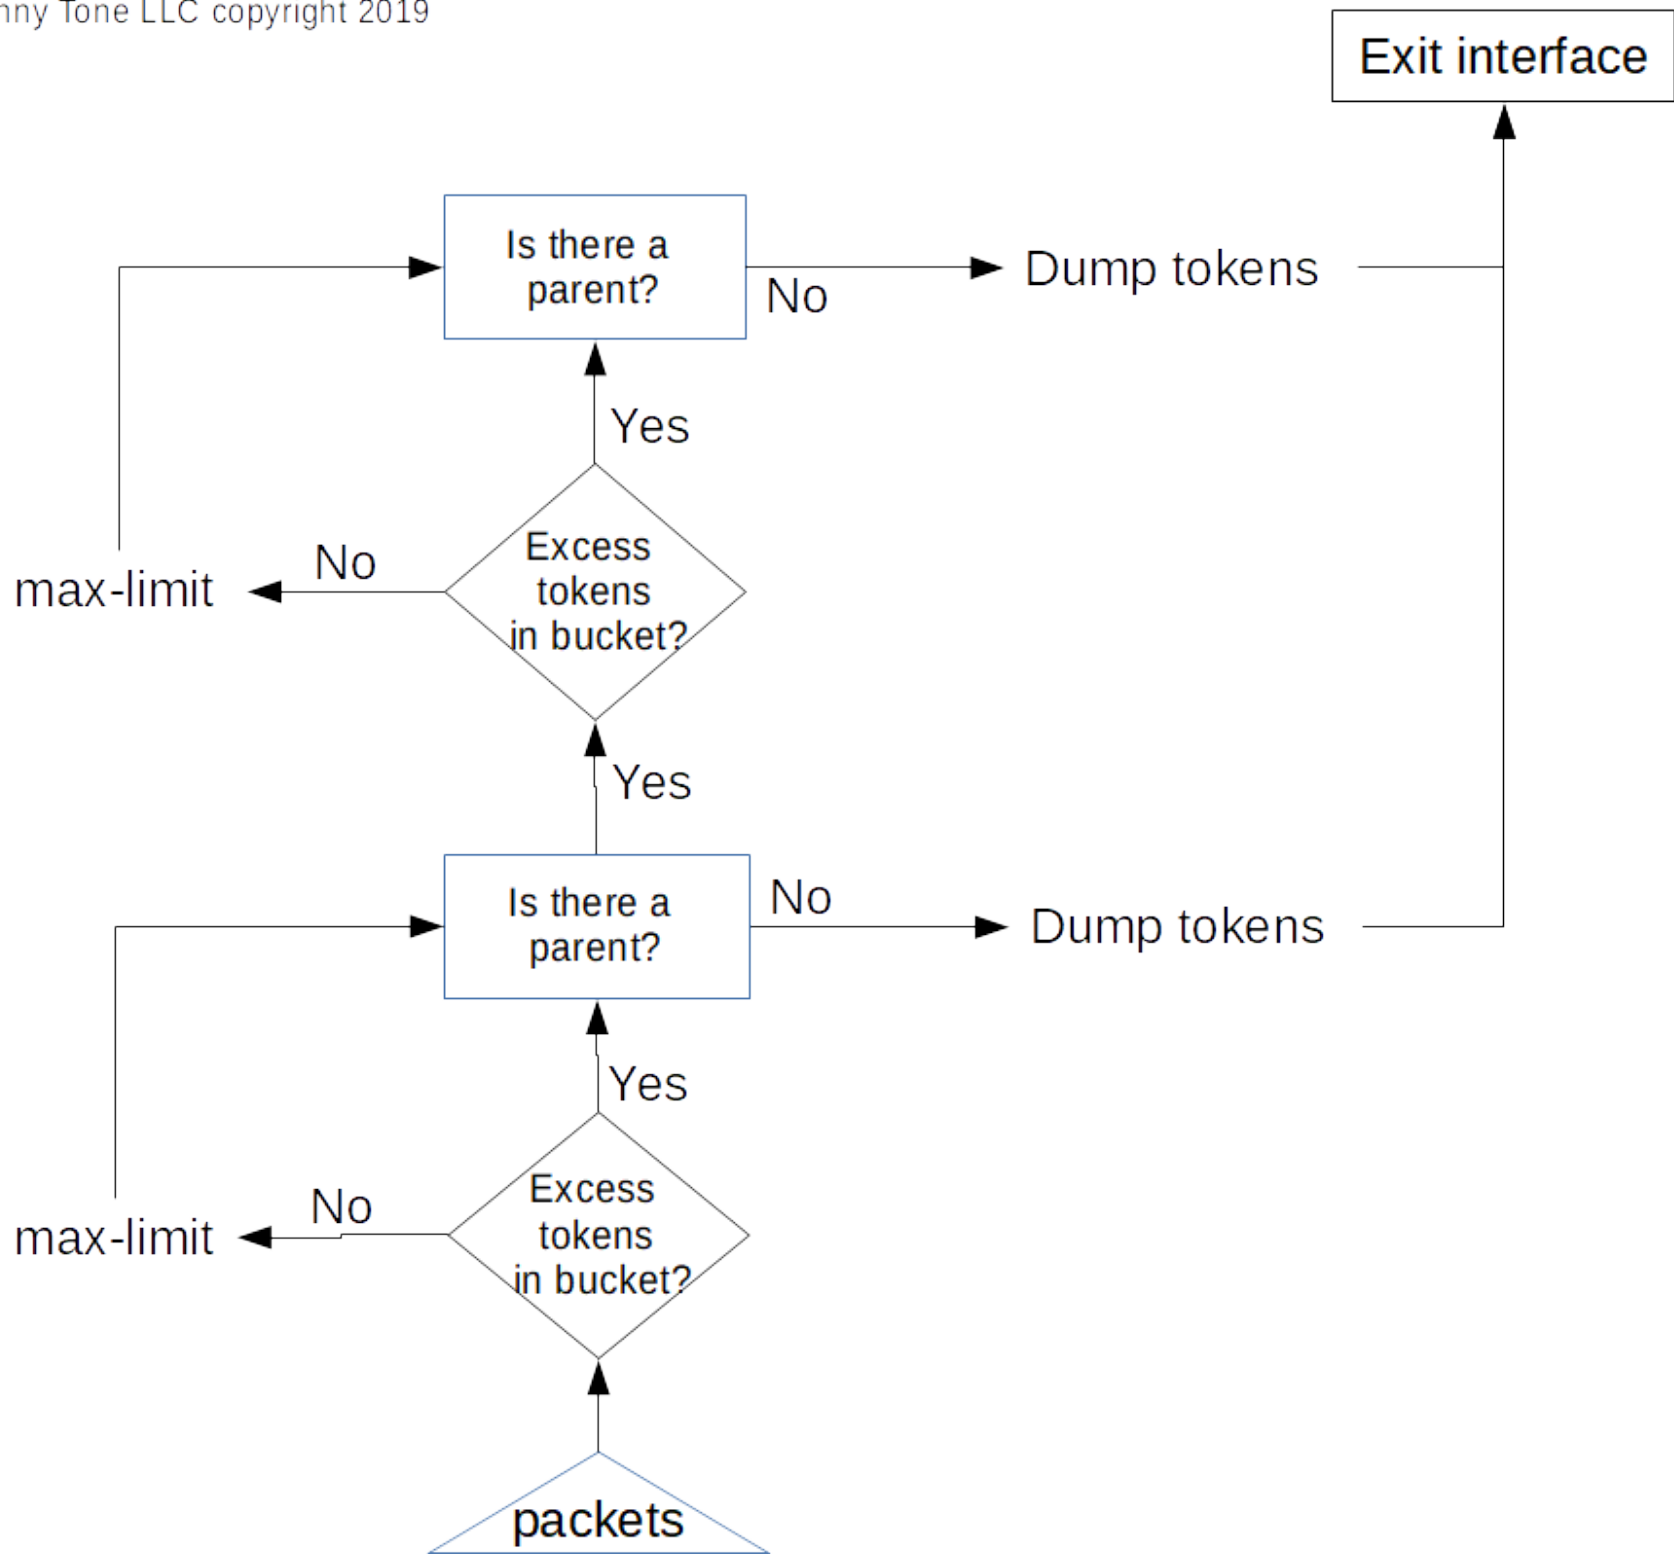 Tone LLC copyright 2019
Exit interface
Is there a
parent?
No
Dump tokens
Yes
Excess
tokens
in bucket?
No
max-limit
Yes
Is there a
parent?
No
Dump tokens
Yes
Excess
tokens
in bucket?
No
max-limit
packets